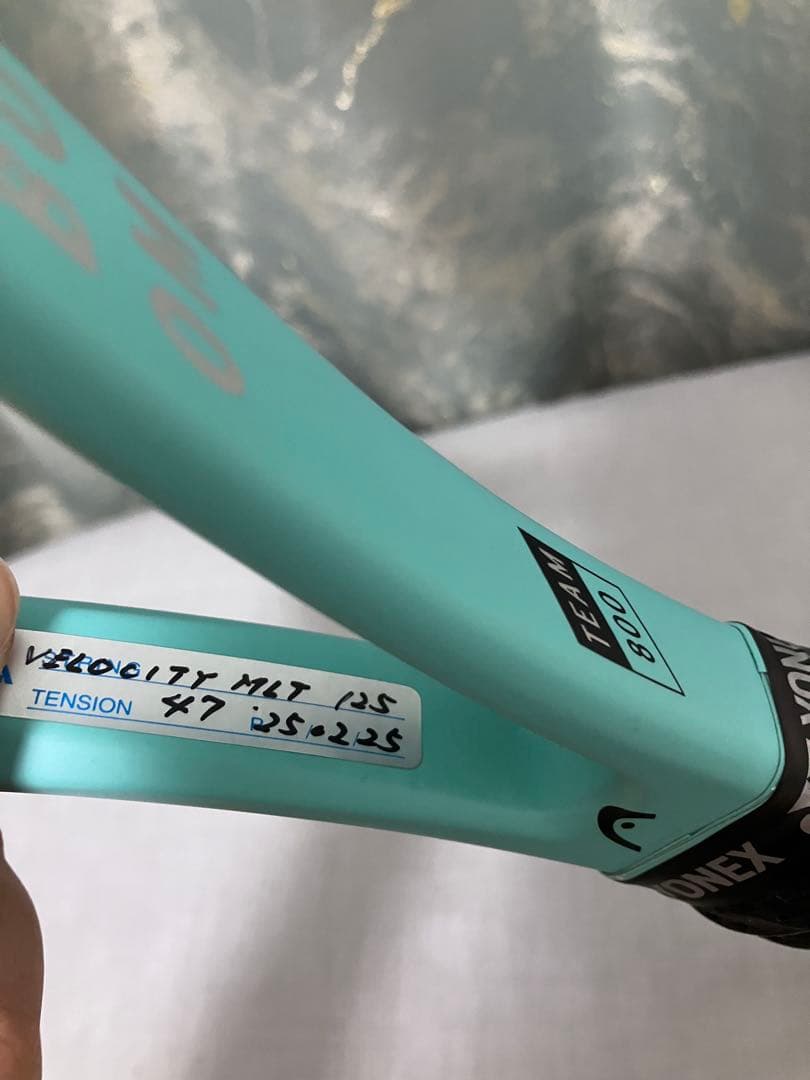 TEAM
800
VELOCITY MLT 125
TENSION 47 '25.2.25
YONEX